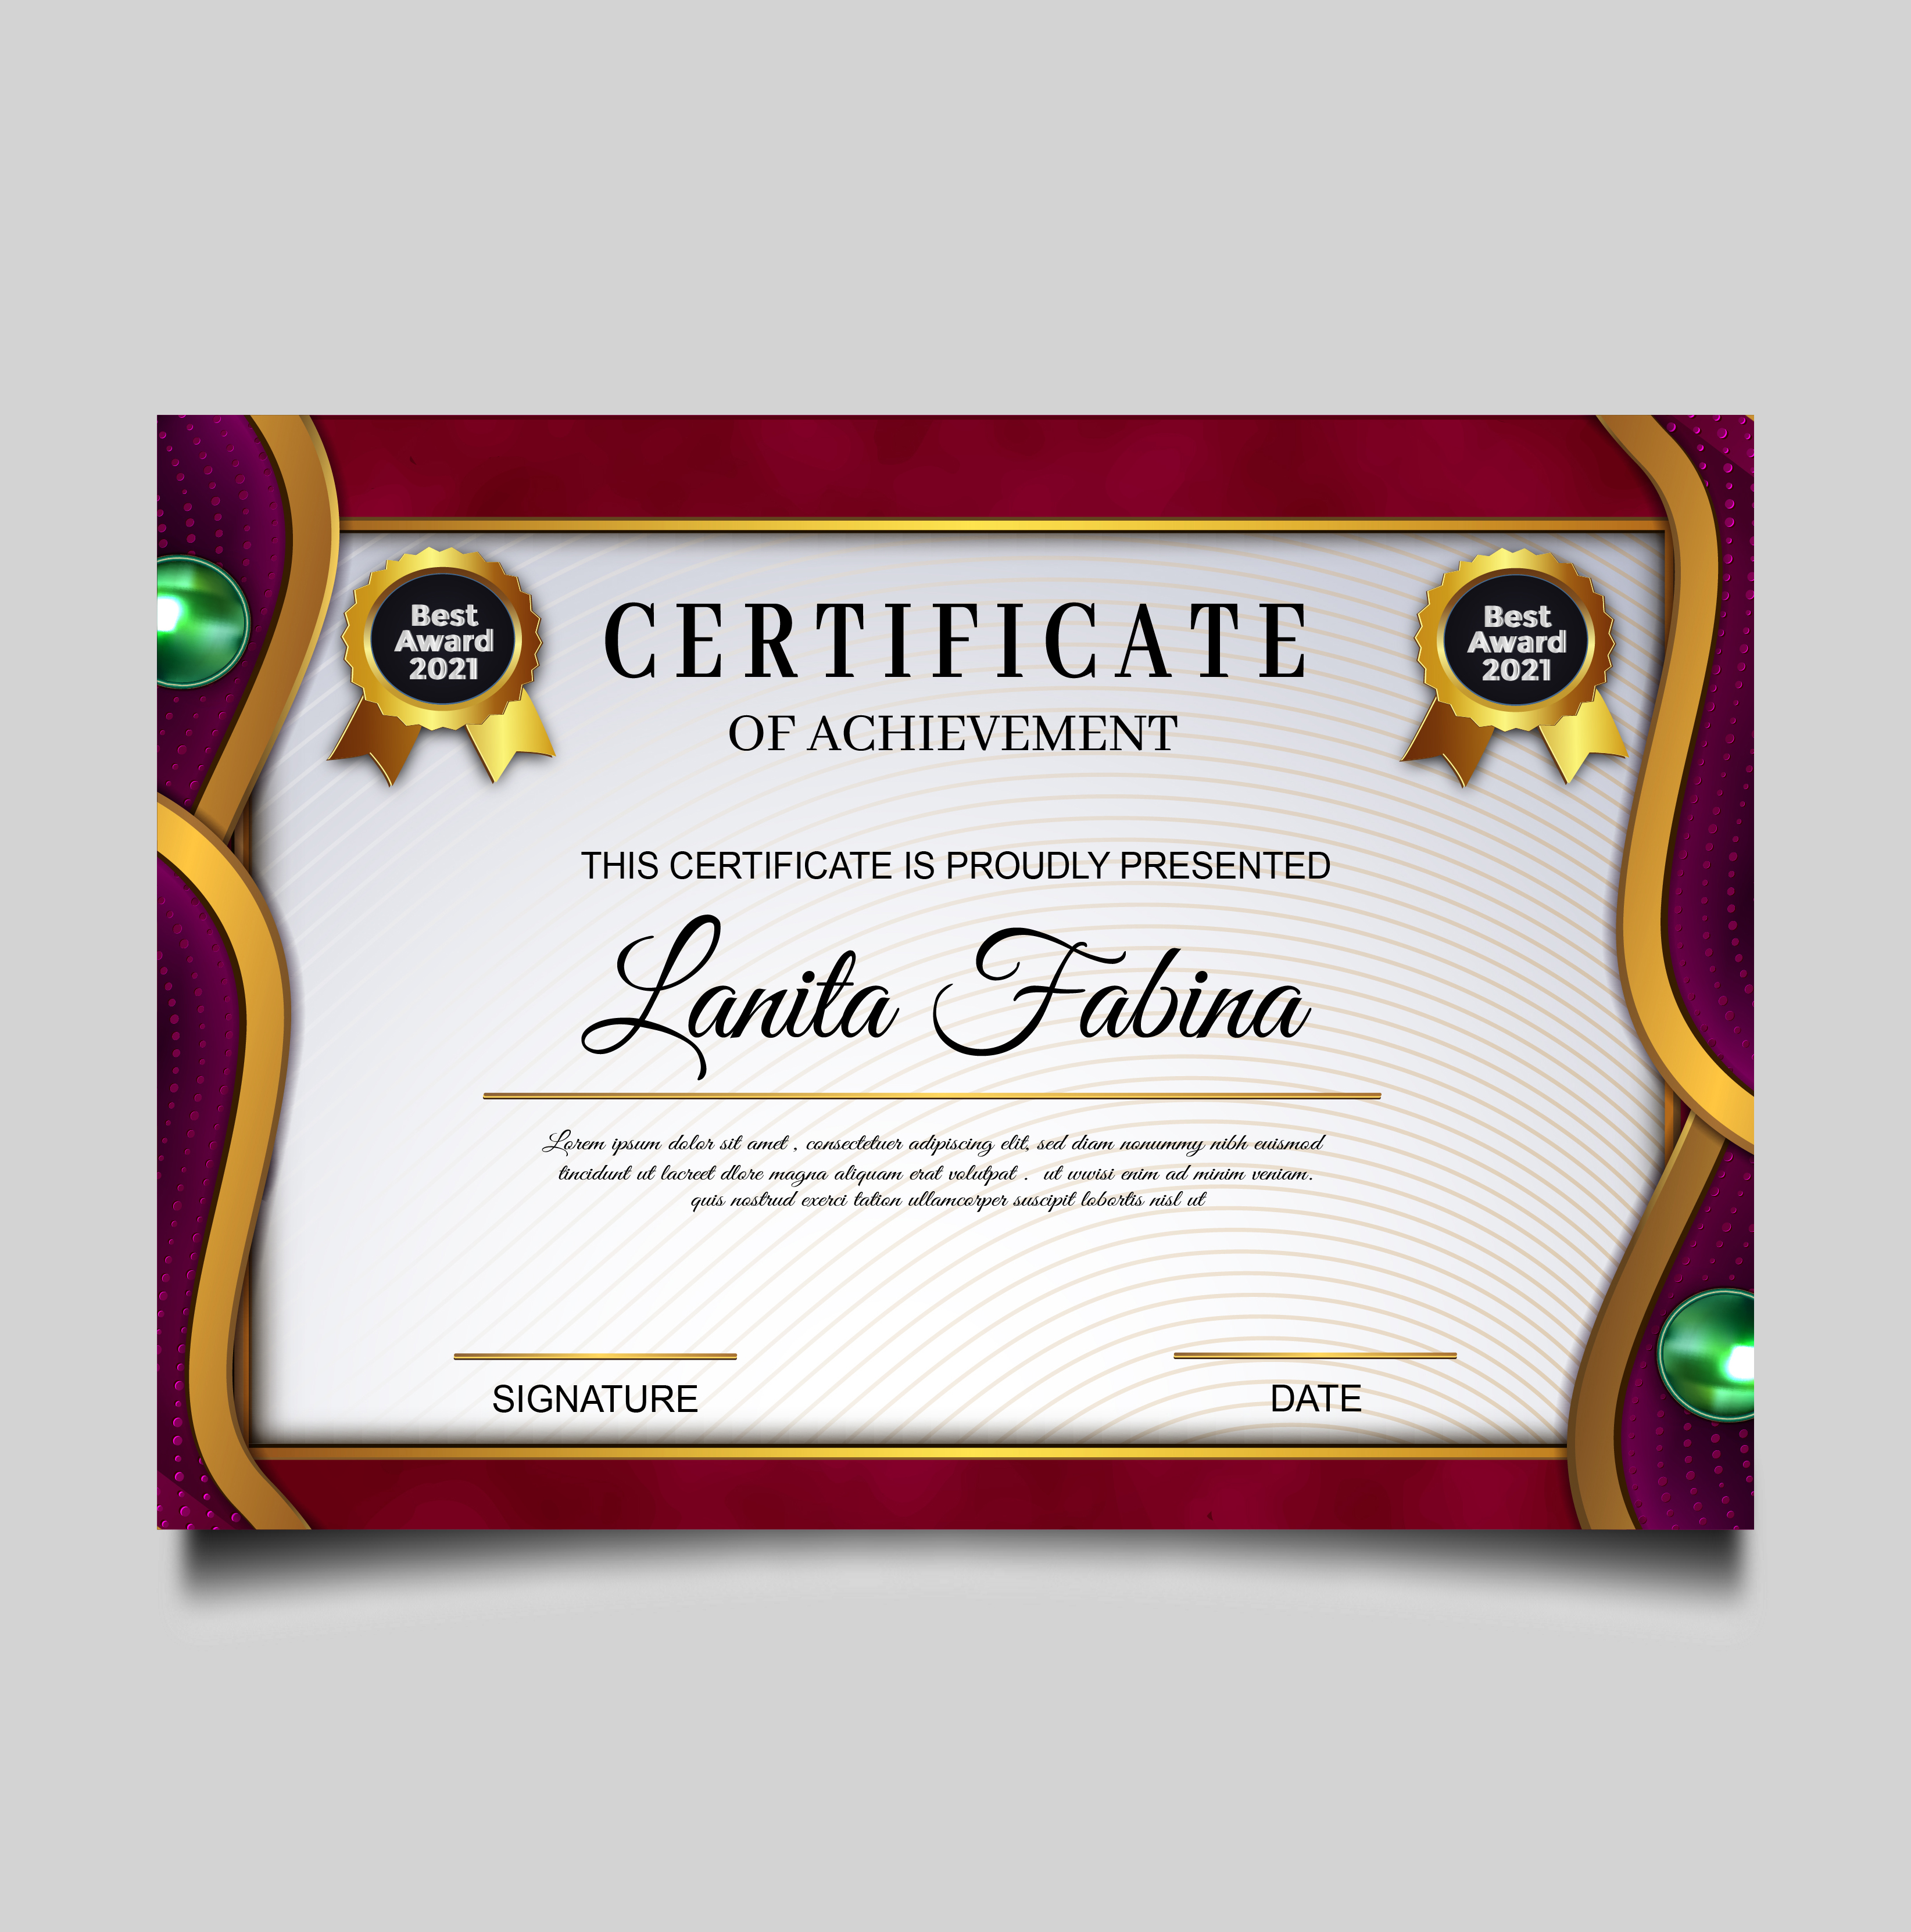 Best
Award
2021
CERTIFICATE
OF ACHIEVEMENT
Best
Award
2021
THIS CERTIFICATE IS PROUDLY PRESENTED
Lanita Fabina
Lorem ipsum dolor sit amet , consectetuer adipiscing elit, sed diam nonummy nibh euismod
tincidunt ut lacreet dlore magna aliquam erat volutpat . ut wwisi enim ad minim veniam.
quis nostrud exerci tation ullamcorper suscipit lobortis nisl ut
SIGNATURE
DATE